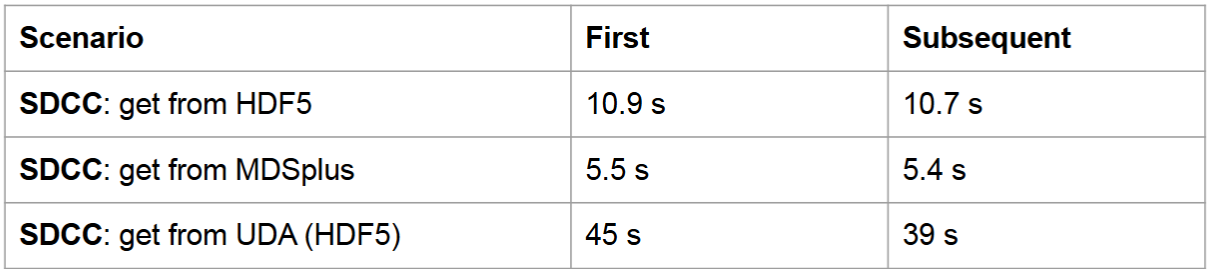 Scenario First Subsequent
SDCC: get from HDF5 10.9 s 10.7 s
SDCC: get from MDSplus 5.5 s 5.4 s
SDCC: get from UDA (HDF5) 45 s 39 s